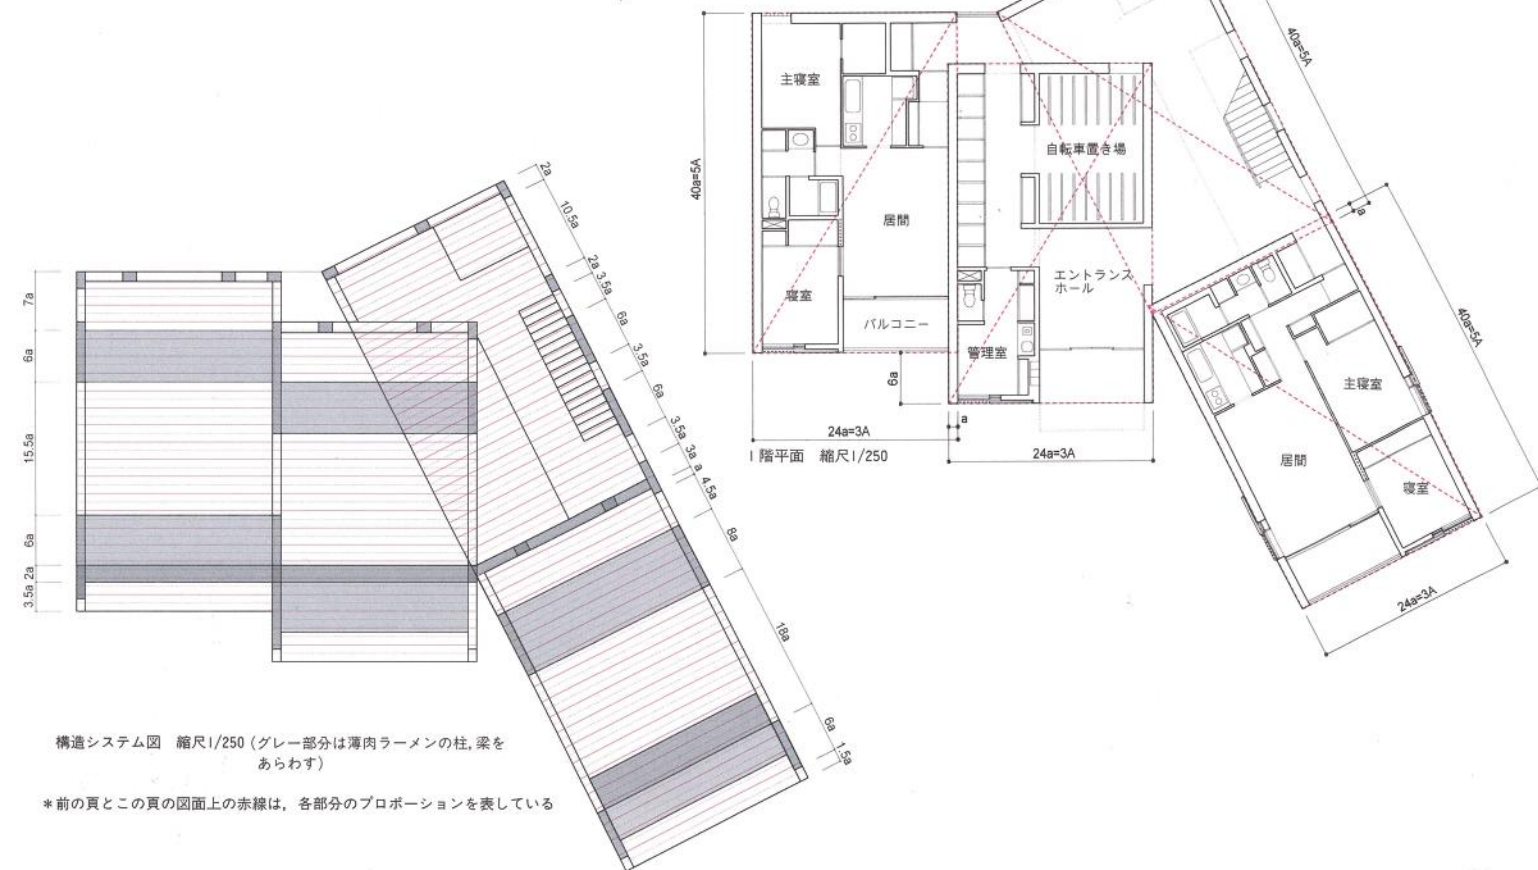 2a
10.5a
2a
3.5a
6a
3.5a
6a
3.5a
3a
a
4.5a
8a
18a
6a
1.5a
7a
6a
15.5a
6a
2a
3.5a
構造システム図 縮尺1/250（グレー部分は薄肉ラーメンの柱,梁を
あらわす）
＊前の頁とこの頁の図面上の赤線は，各部分のプロポーションを表している
40a=5A
主寝室
居間
寝室
バルコニー
自転車置き場
エントランス
ホール
管理室
6a
a
24a=3A
24a=3A
1階平面 縮尺1/250
40a=5A
a
40a=5A
主寝室
居間
寝室
24a=3A